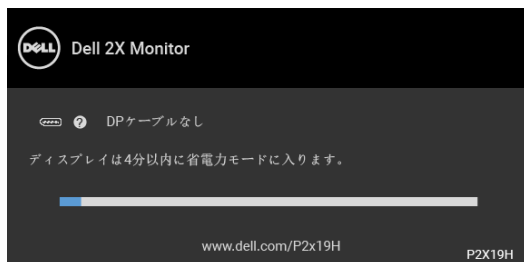 DELL
Dell 2X Monitor
DPケーブルなし
ディスプレイは4分以内に省電力モードに入ります。
www.dell.com/P2x19H
P2X19H